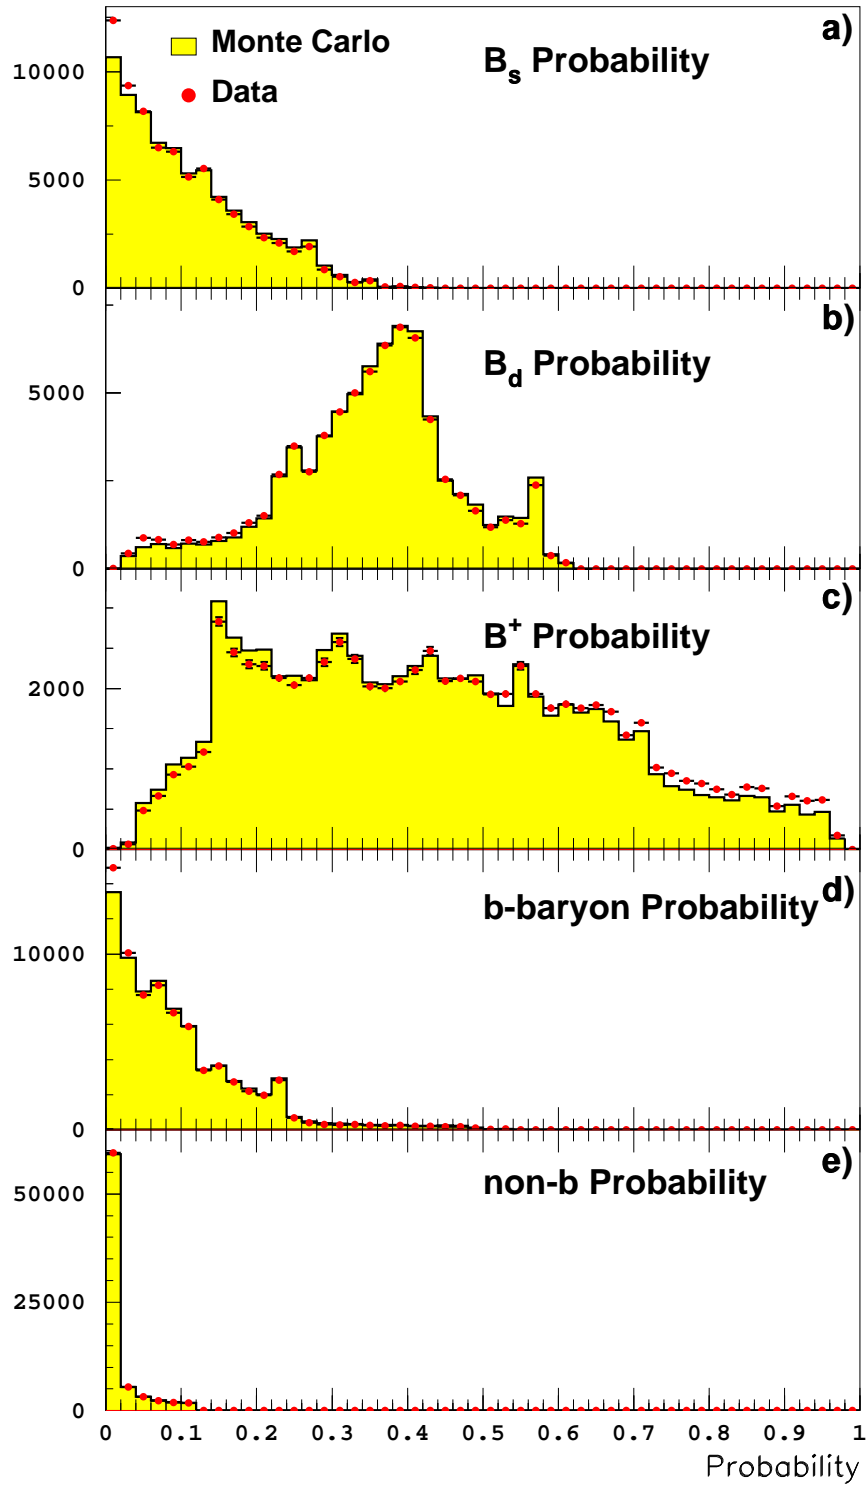 a)
Monte Carlo
Data
B_s Probability
10000
5000
0
b)
B_d Probability
5000
0
c)
B⁺ Probability
2000
0
d)
b-baryon Probability
10000
0
e)
non-b Probability
50000
25000
0
0 0.1 0.2 0.3 0.4 0.5 0.6 0.7 0.8 0.9 1
Probability